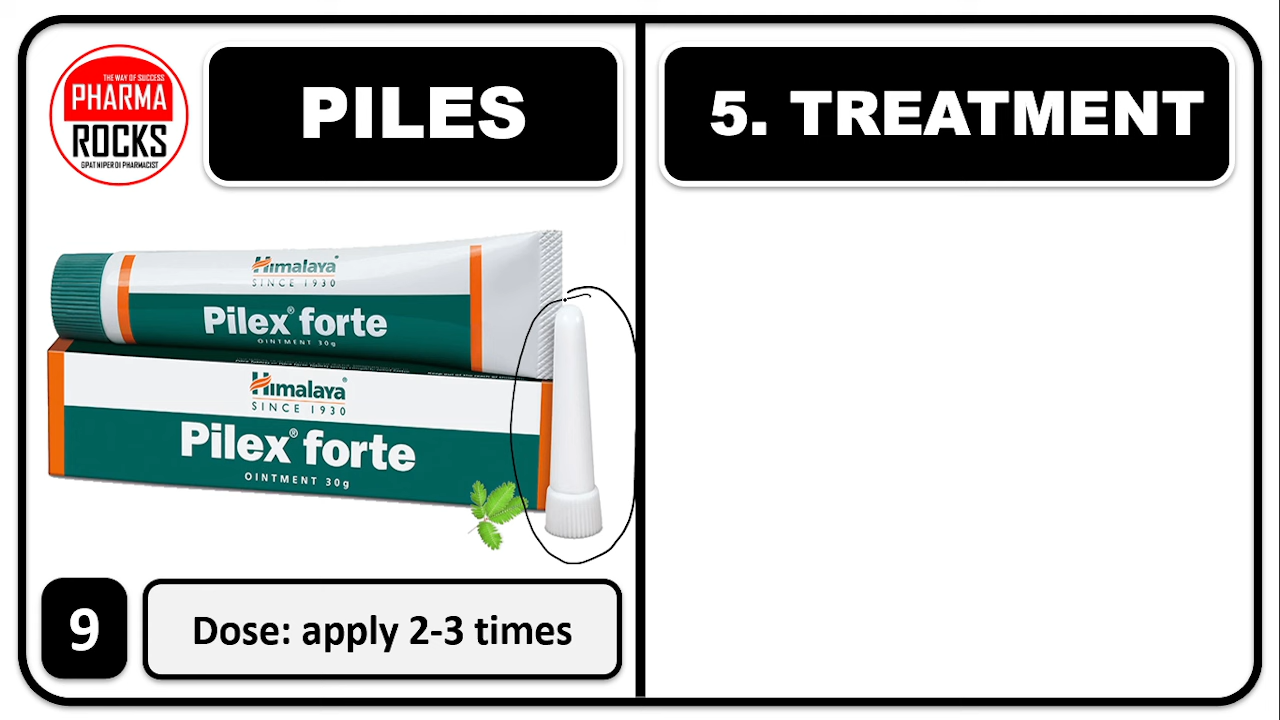 THE WAY OF SUCCESS
PHARMA
ROCKS
GPAT NIPER DI PHARMACIST
PILES
5. TREATMENT
Himalaya
SINCE 1930
Pilex® forte
OINTMENT 30g
Himalaya
SINCE 1930
Pilex® forte
OINTMENT 30g
9
Dose: apply 2-3 times